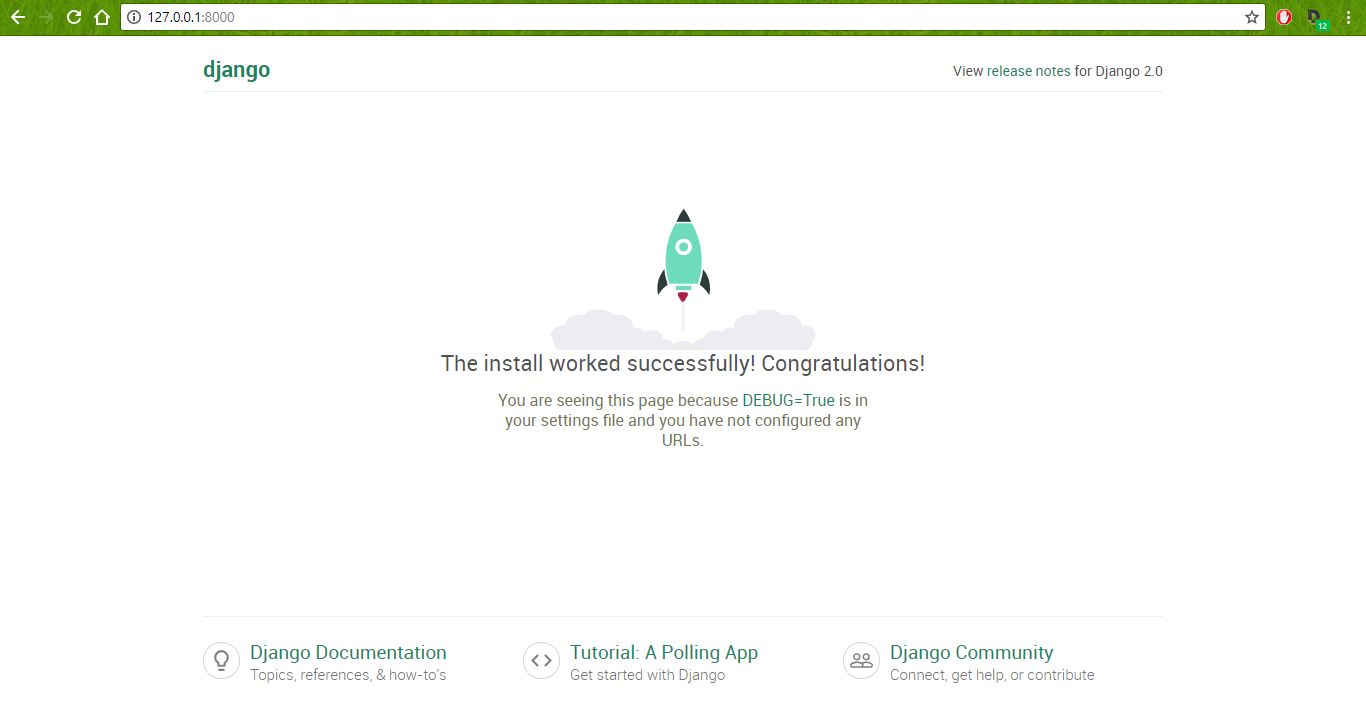 127.0.0.1:8000
12
django
View release notes for Django 2.0
The install worked successfully! Congratulations!
You are seeing this page because DEBUG=True is in
your settings file and you have not configured any
URLs.
Django Documentation
Topics, references, & how-to's
Tutorial: A Polling App
Get started with Django
Django Community
Connect, get help, or contribute